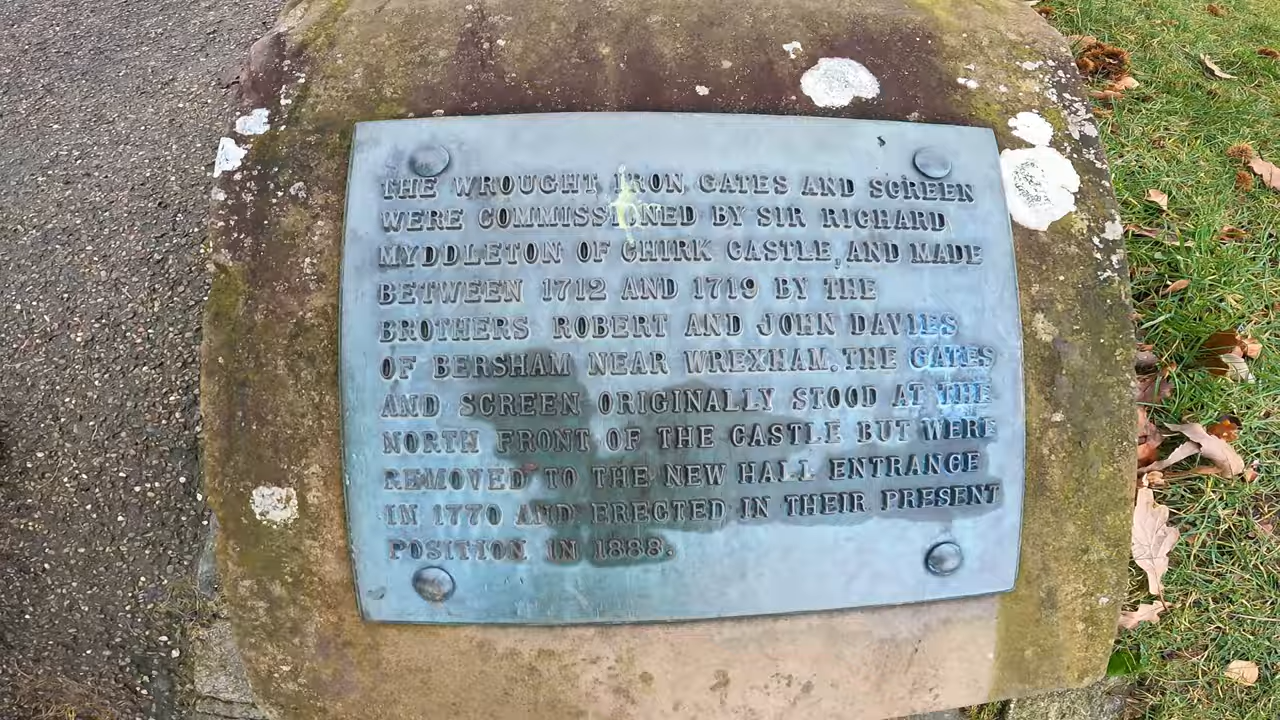 THE WROUGHT IRON GATES AND SCREEN
WERE COMMISSIONED BY SIR RICHARD
MYDDLETON OF CHIRK CASTLE, AND MADE
BETWEEN 1712 AND 1719 BY THE
BROTHERS ROBERT AND JOHN DAVIES
OF BERSHAM NEAR WREXHAM. THE GATES
AND SCREEN ORIGINALLY STOOD AT THE
NORTH FRONT OF THE CASTLE BUT WERE
REMOVED TO THE NEW HALL ENTRANCE
IN 1770 AND ERECTED IN THEIR PRESENT
POSITION IN 1888.